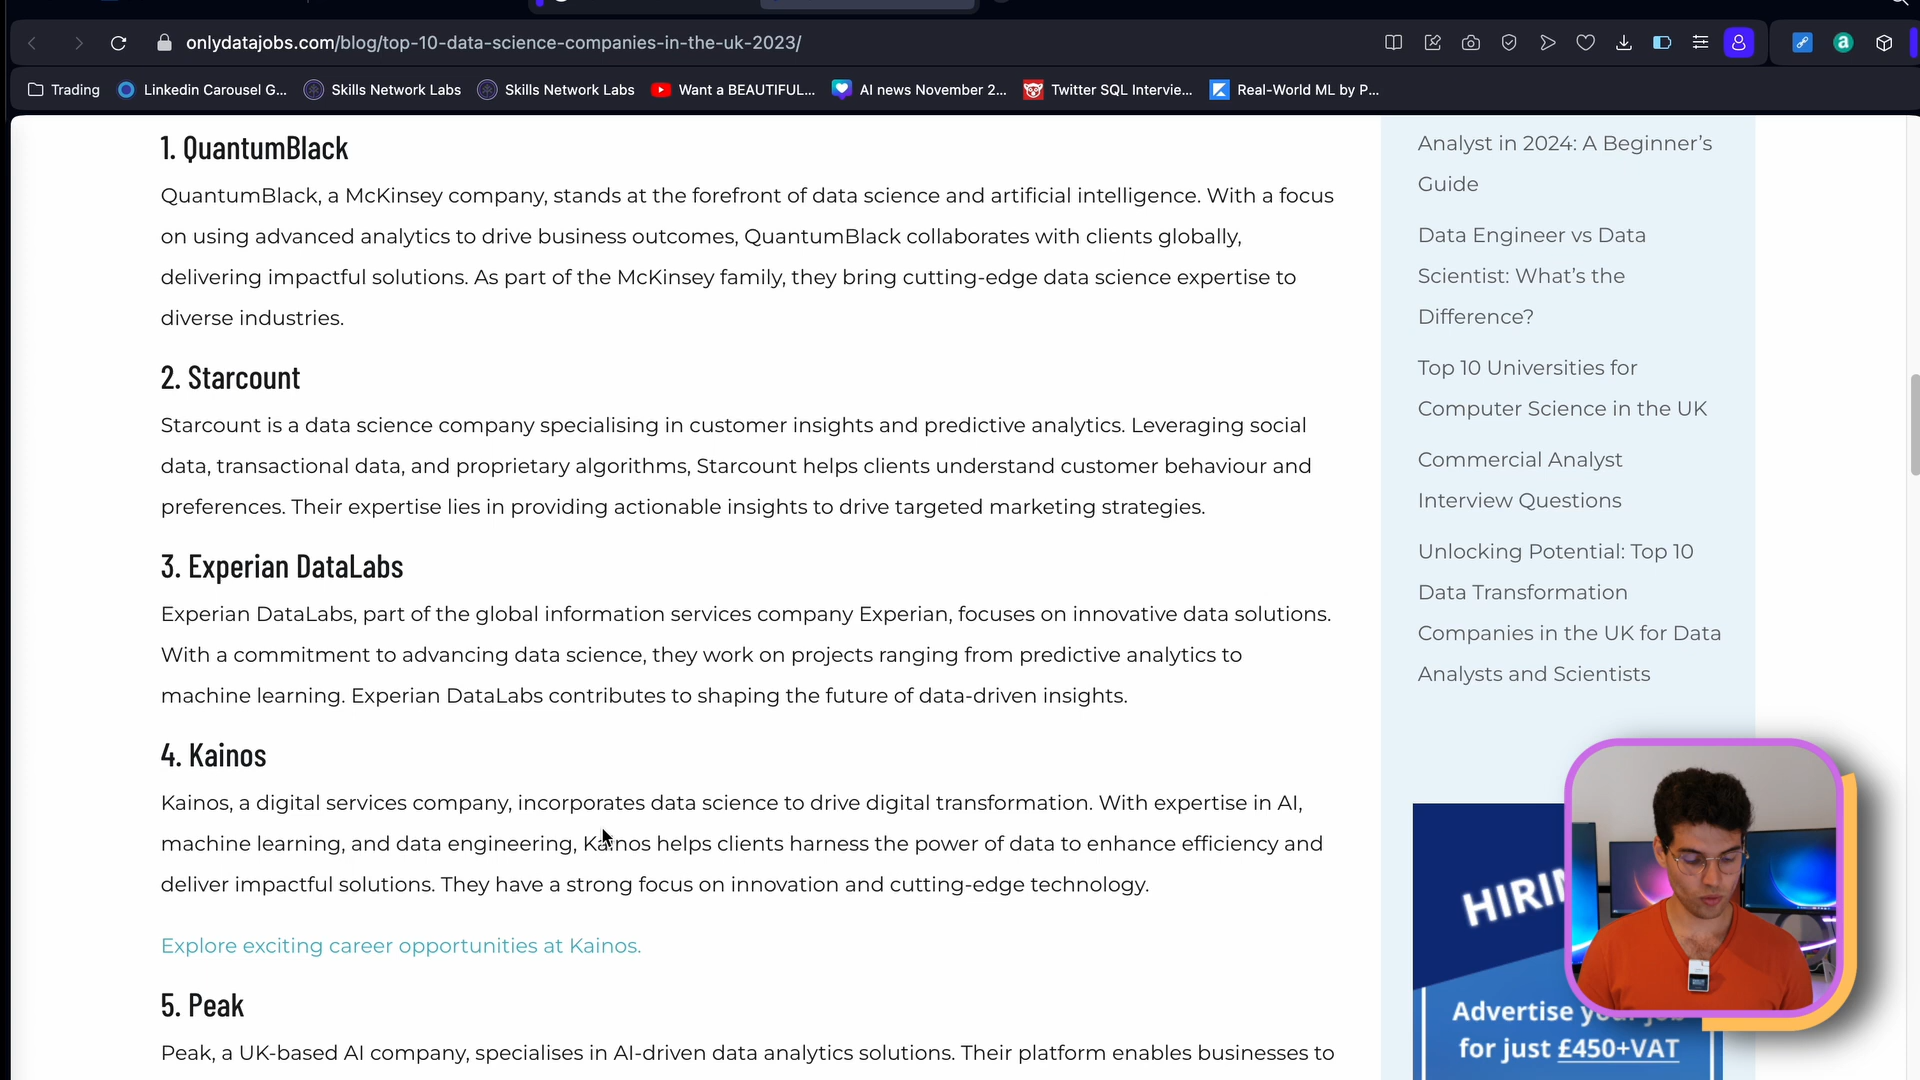 onlydatajobs.com/blog/top-10-data-science-companies-in-the-uk-2023/
Trading
Linkedin Carousel G...
Skills Network Labs
Skills Network Labs
Want a BEAUTIFUL...
AI news November 2...
Twitter SQL Intervie...
Real-World ML by P...
1. QuantumBlack
QuantumBlack, a McKinsey company, stands at the forefront of data science and artificial intelligence. With a focus
on using advanced analytics to drive business outcomes, QuantumBlack collaborates with clients globally,
delivering impactful solutions. As part of the McKinsey family, they bring cutting-edge data science expertise to
diverse industries.
2. Starcount
Starcount is a data science company specialising in customer insights and predictive analytics. Leveraging social
data, transactional data, and proprietary algorithms, Starcount helps clients understand customer behaviour and
preferences. Their expertise lies in providing actionable insights to drive targeted marketing strategies.
3. Experian DataLabs
Experian DataLabs, part of the global information services company Experian, focuses on innovative data solutions.
With a commitment to advancing data science, they work on projects ranging from predictive analytics to
machine learning. Experian DataLabs contributes to shaping the future of data-driven insights.
4. Kainos
Kainos, a digital services company, incorporates data science to drive digital transformation. With expertise in AI,
machine learning, and data engineering, Kainos helps clients harness the power of data to enhance efficiency and
deliver impactful solutions. They have a strong focus on innovation and cutting-edge technology.
Explore exciting career opportunities at Kainos.
5. Peak
Peak, a UK-based AI company, specialises in AI-driven data analytics solutions. Their platform enables businesses to
Analyst in 2024: A Beginner's
Guide
Data Engineer vs Data
Scientist: What's the
Difference?
Top 10 Universities for
Computer Science in the UK
Commercial Analyst
Interview Questions
Unlocking Potential: Top 10
Data Transformation
Companies in the UK for Data
Analysts and Scientists
Advertise your job
for just £450+VAT